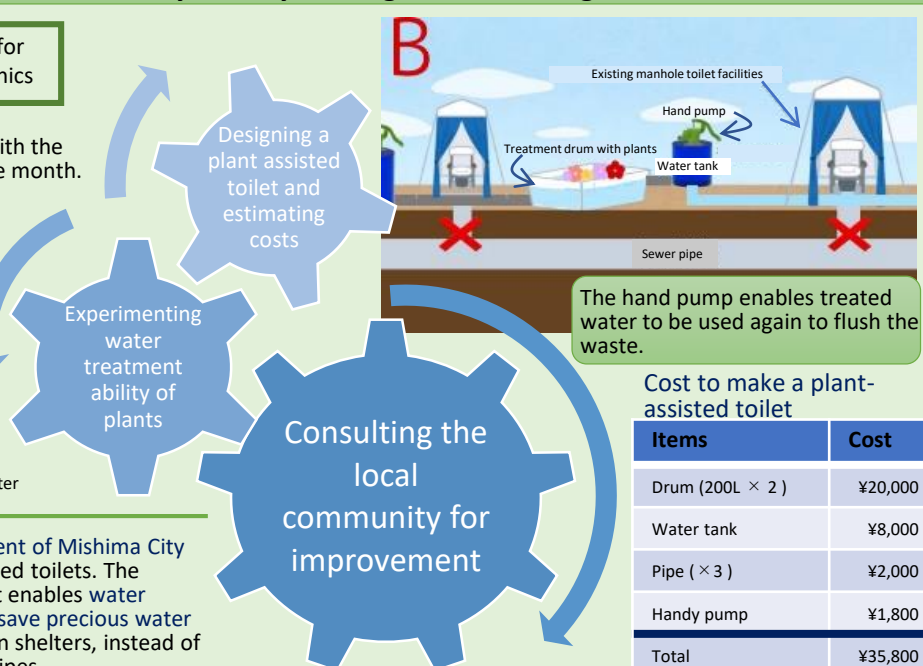 for
nics
ith the
e month.
Designing a
plant assisted
toilet and
estimating
costs
Experimenting
water
treatment
ability of
plants
Consulting the
local
community for
improvement
ter
ent of Mishima City
ed toilets. The
t enables water
save precious water
n shelters, instead of
B
Existing manhole toilet facilities
Hand pump
Treatment drum with plants
Water tank
Sewer pipe
The hand pump enables treated
water to be used again to flush the
waste.
Cost to make a plant-
assisted toilet
Items Cost
Drum (200L × 2 ) ¥20,000
Water tank ¥8,000
Pipe ( ×3 ) ¥2,000
Handy pump ¥1,800
Total ¥35,800